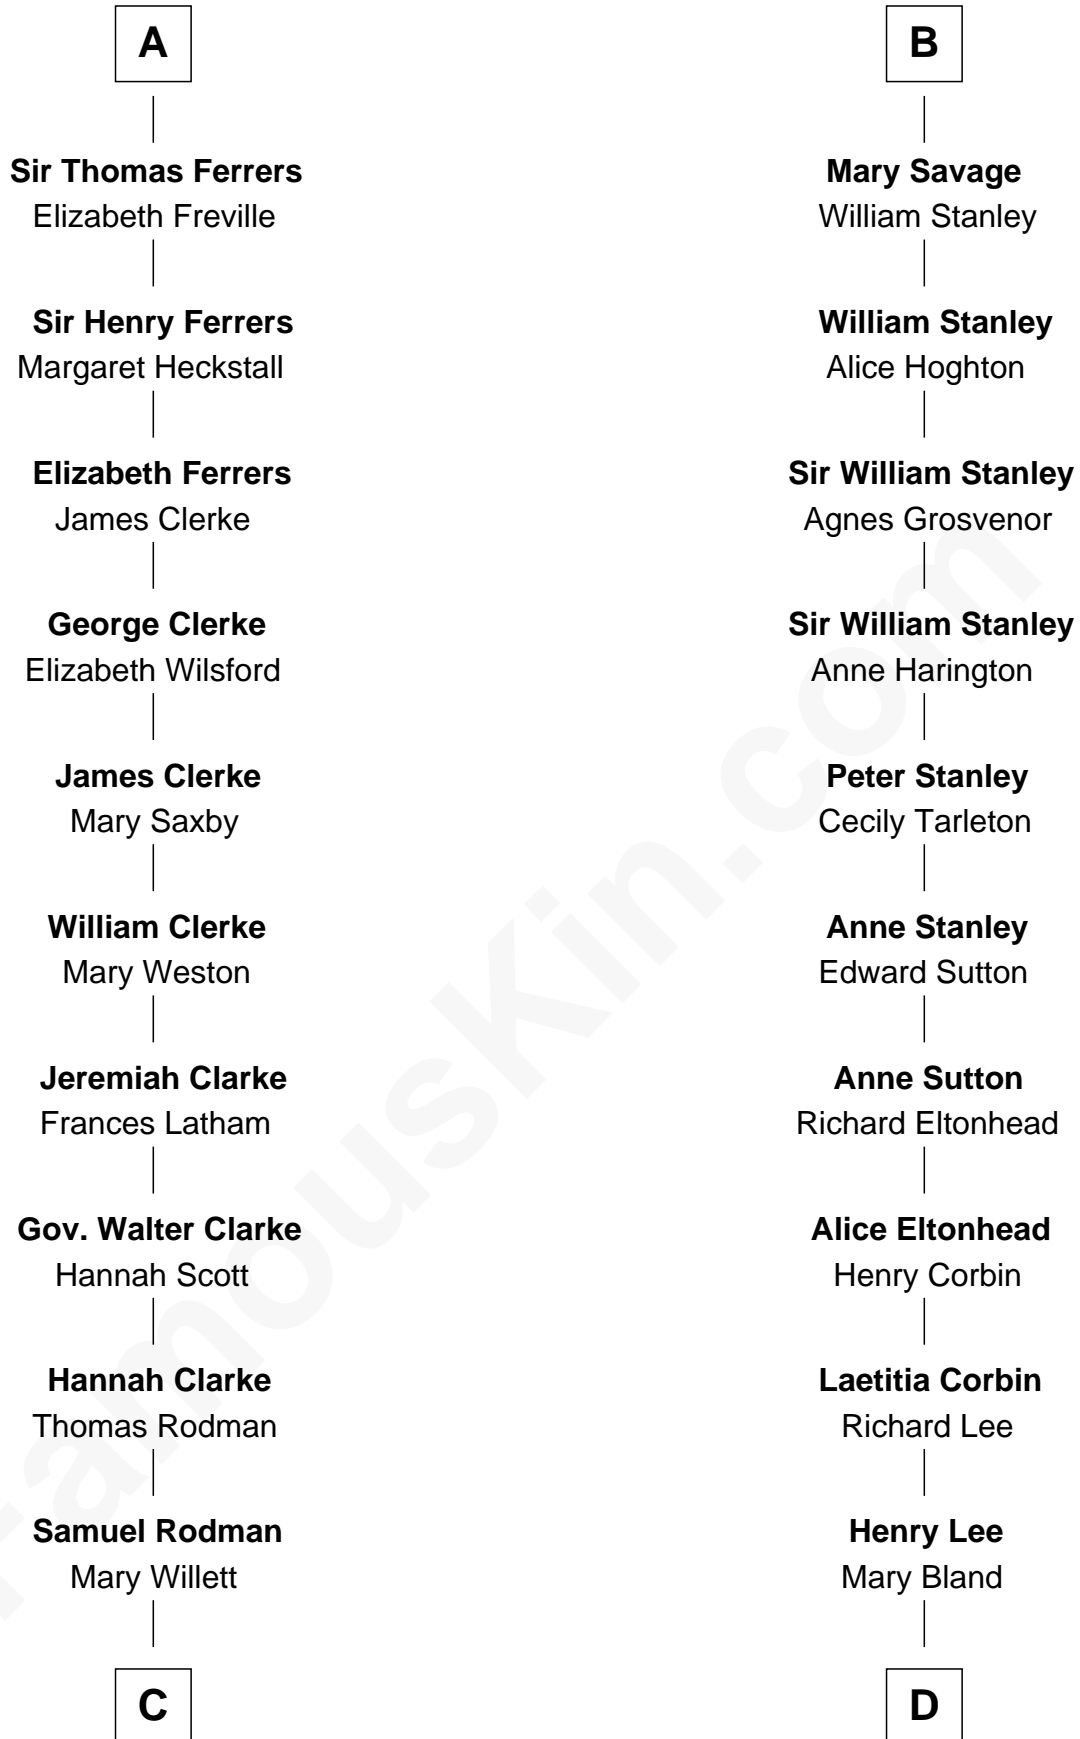 A
Sir Thomas Ferrers
Elizabeth Freville
Sir Henry Ferrers
Margaret Heckstall
Elizabeth Ferrers
James Clerke
George Clerke
Elizabeth Wilsford
James Clerke
Mary Saxby
William Clerke
Mary Weston
Jeremiah Clarke
Frances Latham
Gov. Walter Clarke
Hannah Scott
Hannah Clarke
Thomas Rodman
Samuel Rodman
Mary Willett
C
B
Mary Savage
William Stanley
William Stanley
Alice Hoghton
Sir William Stanley
Agnes Grosvenor
Sir William Stanley
Anne Harington
Peter Stanley
Cecily Tarleton
Anne Stanley
Edward Sutton
Anne Sutton
Richard Eltonhead
Alice Eltonhead
Henry Corbin
Laetitia Corbin
Richard Lee
Henry Lee
Mary Bland
D
FamousKin.com